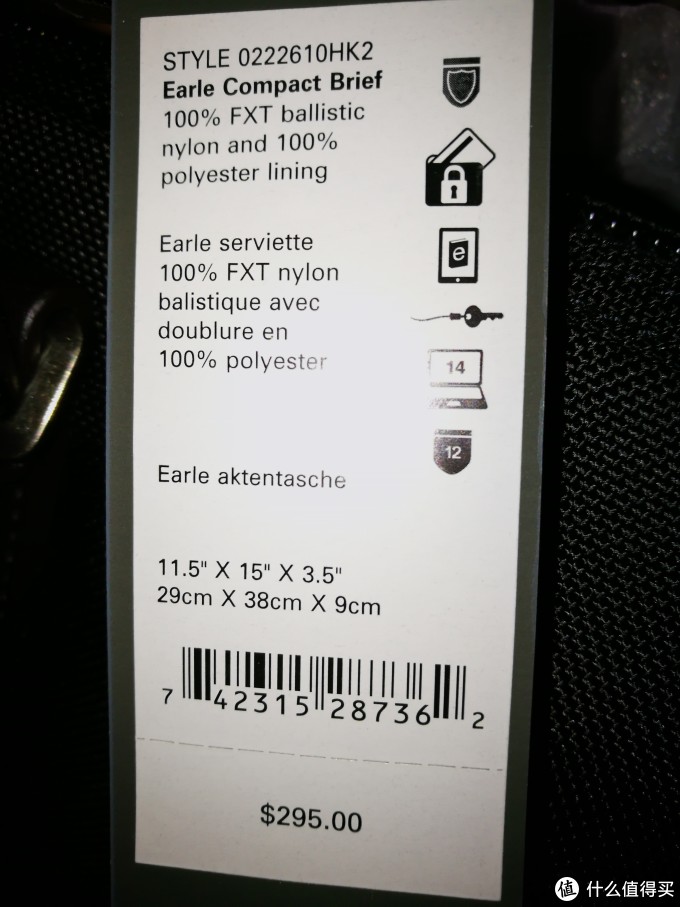 STYLE 0222610HK2
Earle Compact Brief
100% FXT ballistic
nylon and 100%
polyester lining
e
Earle serviette
100% FXT nylon
balistique avec
doublure en
100% polyester
14
12
Earle aktentasche
11.5" X 15" X 3.5"
29cm X 38cm X 9cm
7 42315 28736 2
$295.00
值 什么值得买